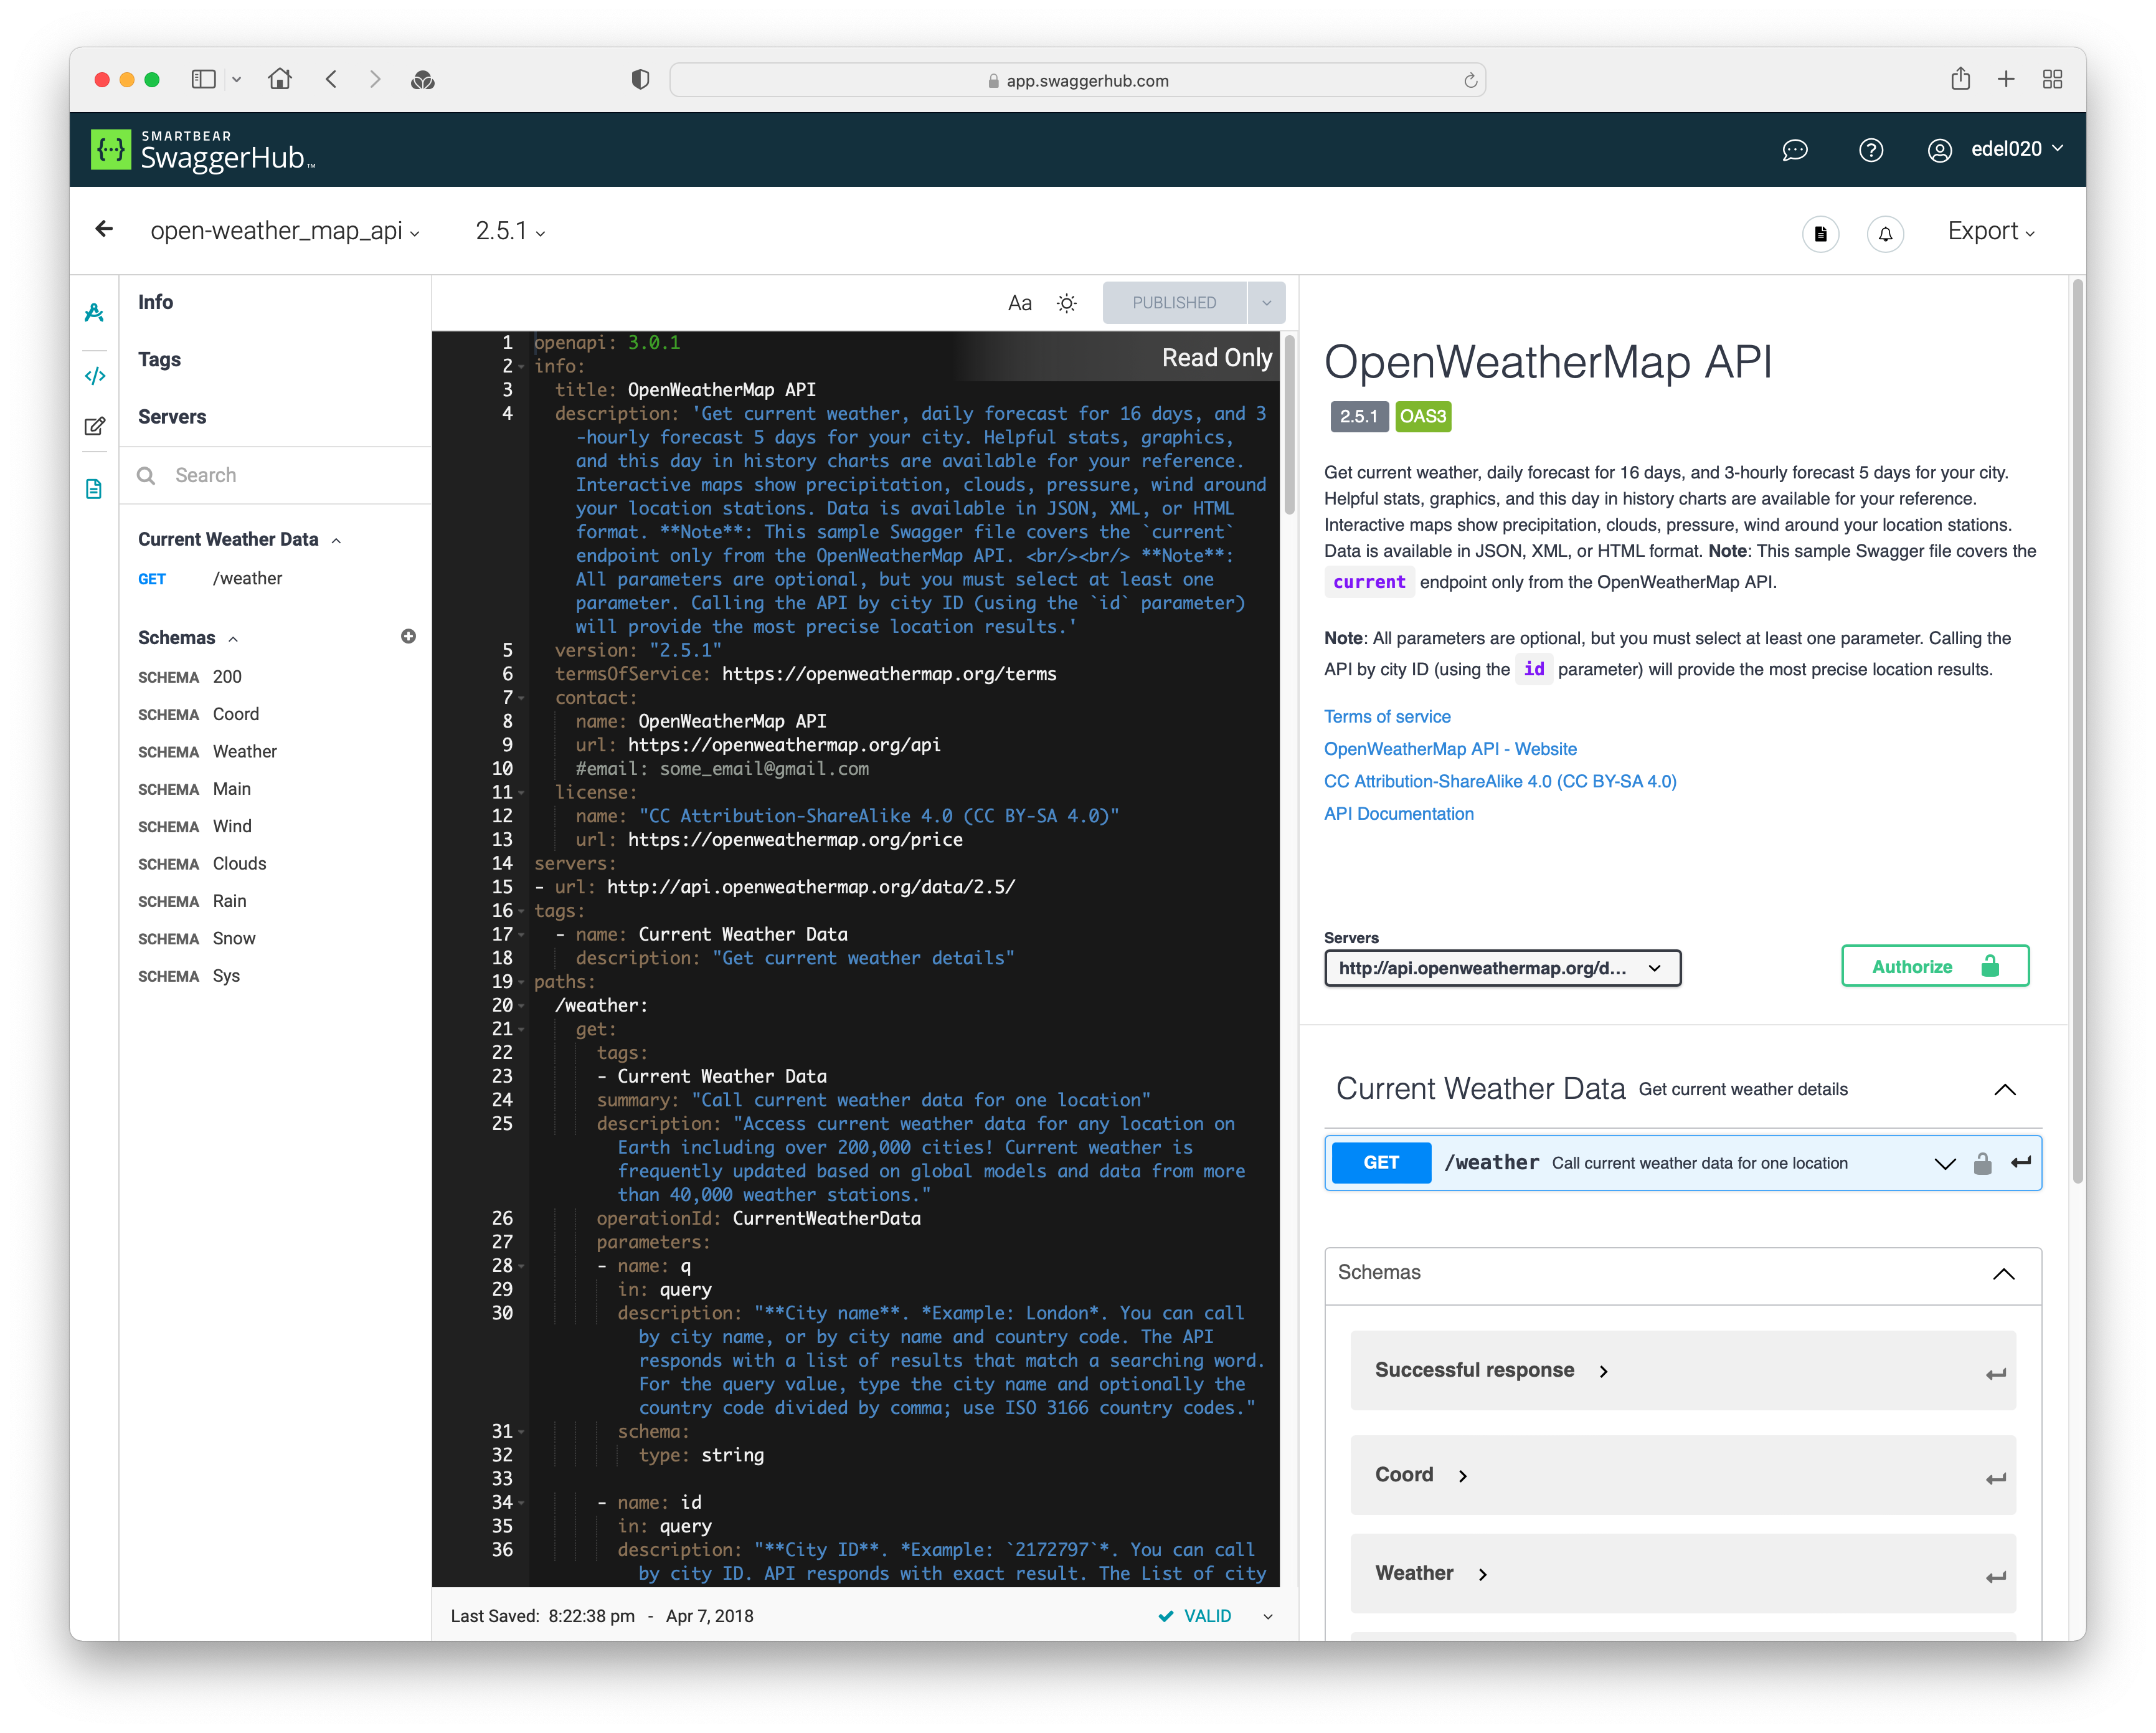 app.swaggerhub.com
SMARTBEAR
SwaggerHub™
edel020
open-weather_map_api
2.5.1
Export
Info
Tags
Servers
Search
Current Weather Data
GET /weather
Schemas
SCHEMA 200
SCHEMA Coord
SCHEMA Weather
SCHEMA Main
SCHEMA Wind
SCHEMA Clouds
SCHEMA Rain
SCHEMA Snow
SCHEMA Sys
Aa
PUBLISHED
Read Only
1 openapi: 3.0.1
2 info:
3 title: OpenWeatherMap API
4 description: 'Get current weather, daily forecast for 16 days, and 3
-hourly forecast 5 days for your city. Helpful stats, graphics,
and this day in history charts are available for your reference.
Interactive maps show precipitation, clouds, pressure, wind around
your location stations. Data is available in JSON, XML, or HTML
format. **Note**: This sample Swagger file covers the `current`
endpoint only from the OpenWeatherMap API. <br/><br/> **Note**:
All parameters are optional, but you must select at least one
parameter. Calling the API by city ID (using the `id` parameter)
will provide the most precise location results.'
5 version: "2.5.1"
6 termsOfService: https://openweathermap.org/terms
7 contact:
8 name: OpenWeatherMap API
9 url: https://openweathermap.org/api
10 #email: some_email@gmail.com
11 license:
12 name: "CC Attribution-ShareAlike 4.0 (CC BY-SA 4.0)"
13 url: https://openweathermap.org/price
14 servers:
15 - url: http://api.openweathermap.org/data/2.5/
16 tags:
17 - name: Current Weather Data
18 description: "Get current weather details"
19 paths:
20 /weather:
21 get:
22 tags:
23 - Current Weather Data
24 summary: "Call current weather data for one location"
25 description: "Access current weather data for any location on
Earth including over 200,000 cities! Current weather is
frequently updated based on global models and data from more
than 40,000 weather stations."
26 operationId: CurrentWeatherData
27 parameters:
28 - name: q
29 in: query
30 description: "**City name**. *Example: London*. You can call
by city name, or by city name and country code. The API
responds with a list of results that match a searching word.
For the query value, type the city name and optionally the
country code divided by comma; use ISO 3166 country codes."
31 schema:
32 type: string
33
34 - name: id
35 in: query
36 description: "**City ID**. *Example: `2172797`*. You can call
by city ID. API responds with exact result. The List of city
Last Saved: 8:22:38 pm - Apr 7, 2018
VALID
OpenWeatherMap API
2.5.1 OAS3
Get current weather, daily forecast for 16 days, and 3-hourly forecast 5 days for your city.
Helpful stats, graphics, and this day in history charts are available for your reference.
Interactive maps show precipitation, clouds, pressure, wind around your location stations.
Data is available in JSON, XML, or HTML format. Note: This sample Swagger file covers the
current endpoint only from the OpenWeatherMap API.
Note: All parameters are optional, but you must select at least one parameter. Calling the
API by city ID (using the id parameter) will provide the most precise location results.
Terms of service
OpenWeatherMap API - Website
CC Attribution-ShareAlike 4.0 (CC BY-SA 4.0)
API Documentation
Servers
http://api.openweathermap.org/d...
Authorize
Current Weather Data Get current weather details
GET /weather Call current weather data for one location
Schemas
Successful response
Coord
Weather